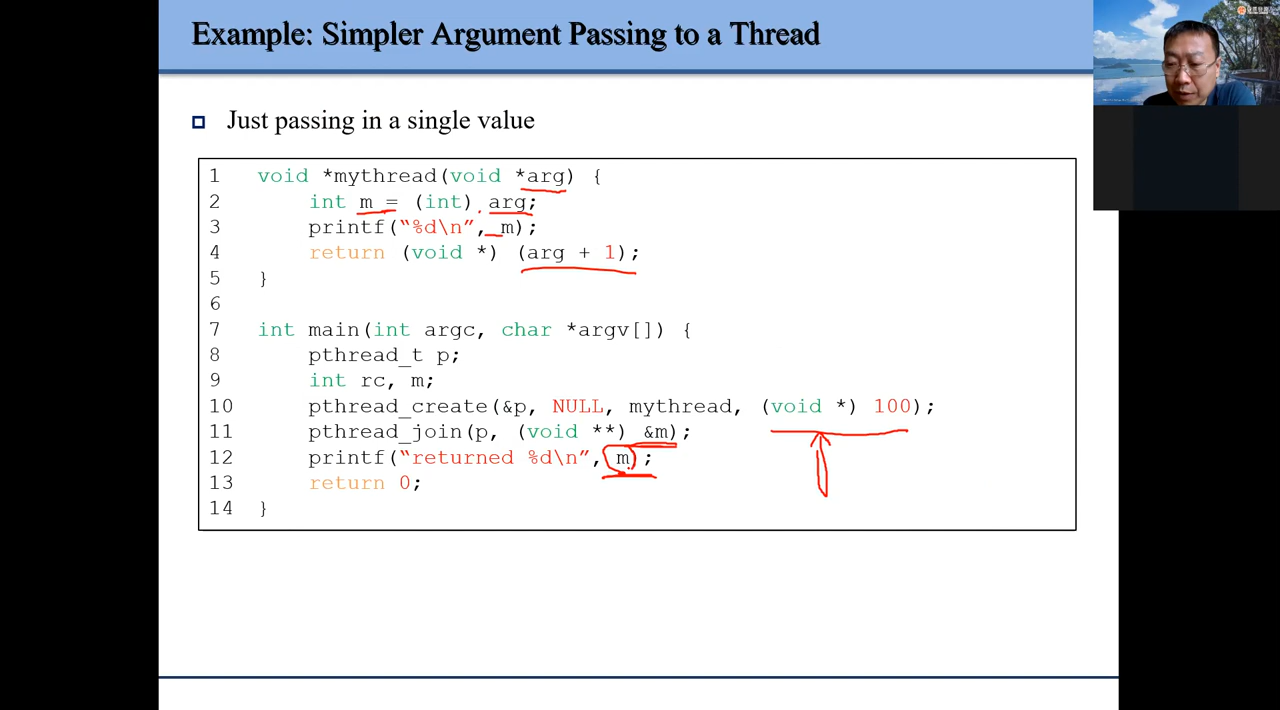 Example: Simpler Argument Passing to a Thread
Just passing in a single value
1 void *mythread(void *arg) {
2 int m = (int) arg;
3 printf(“%d\n”, m);
4 return (void *) (arg + 1);
5 }
6
7 int main(int argc, char *argv[]) {
8 pthread_t p;
9 int rc, m;
10 pthread_create(&p, NULL, mythread, (void *) 100);
11 pthread_join(p, (void **) &m);
12 printf(“returned %d\n”, m);
13 return 0;
14 }